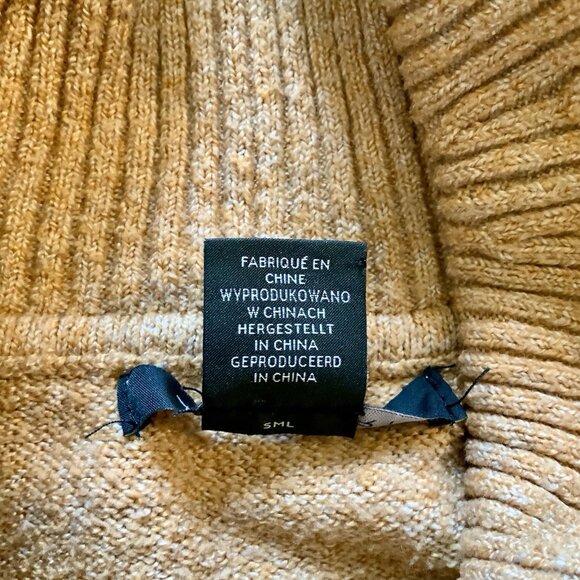 FABRIQUÉ EN
CHINE
WYPRODUKOWANO
W CHINACH
HERGESTELLT
IN CHINA
GEPRODUCEERD
IN CHINA
SML